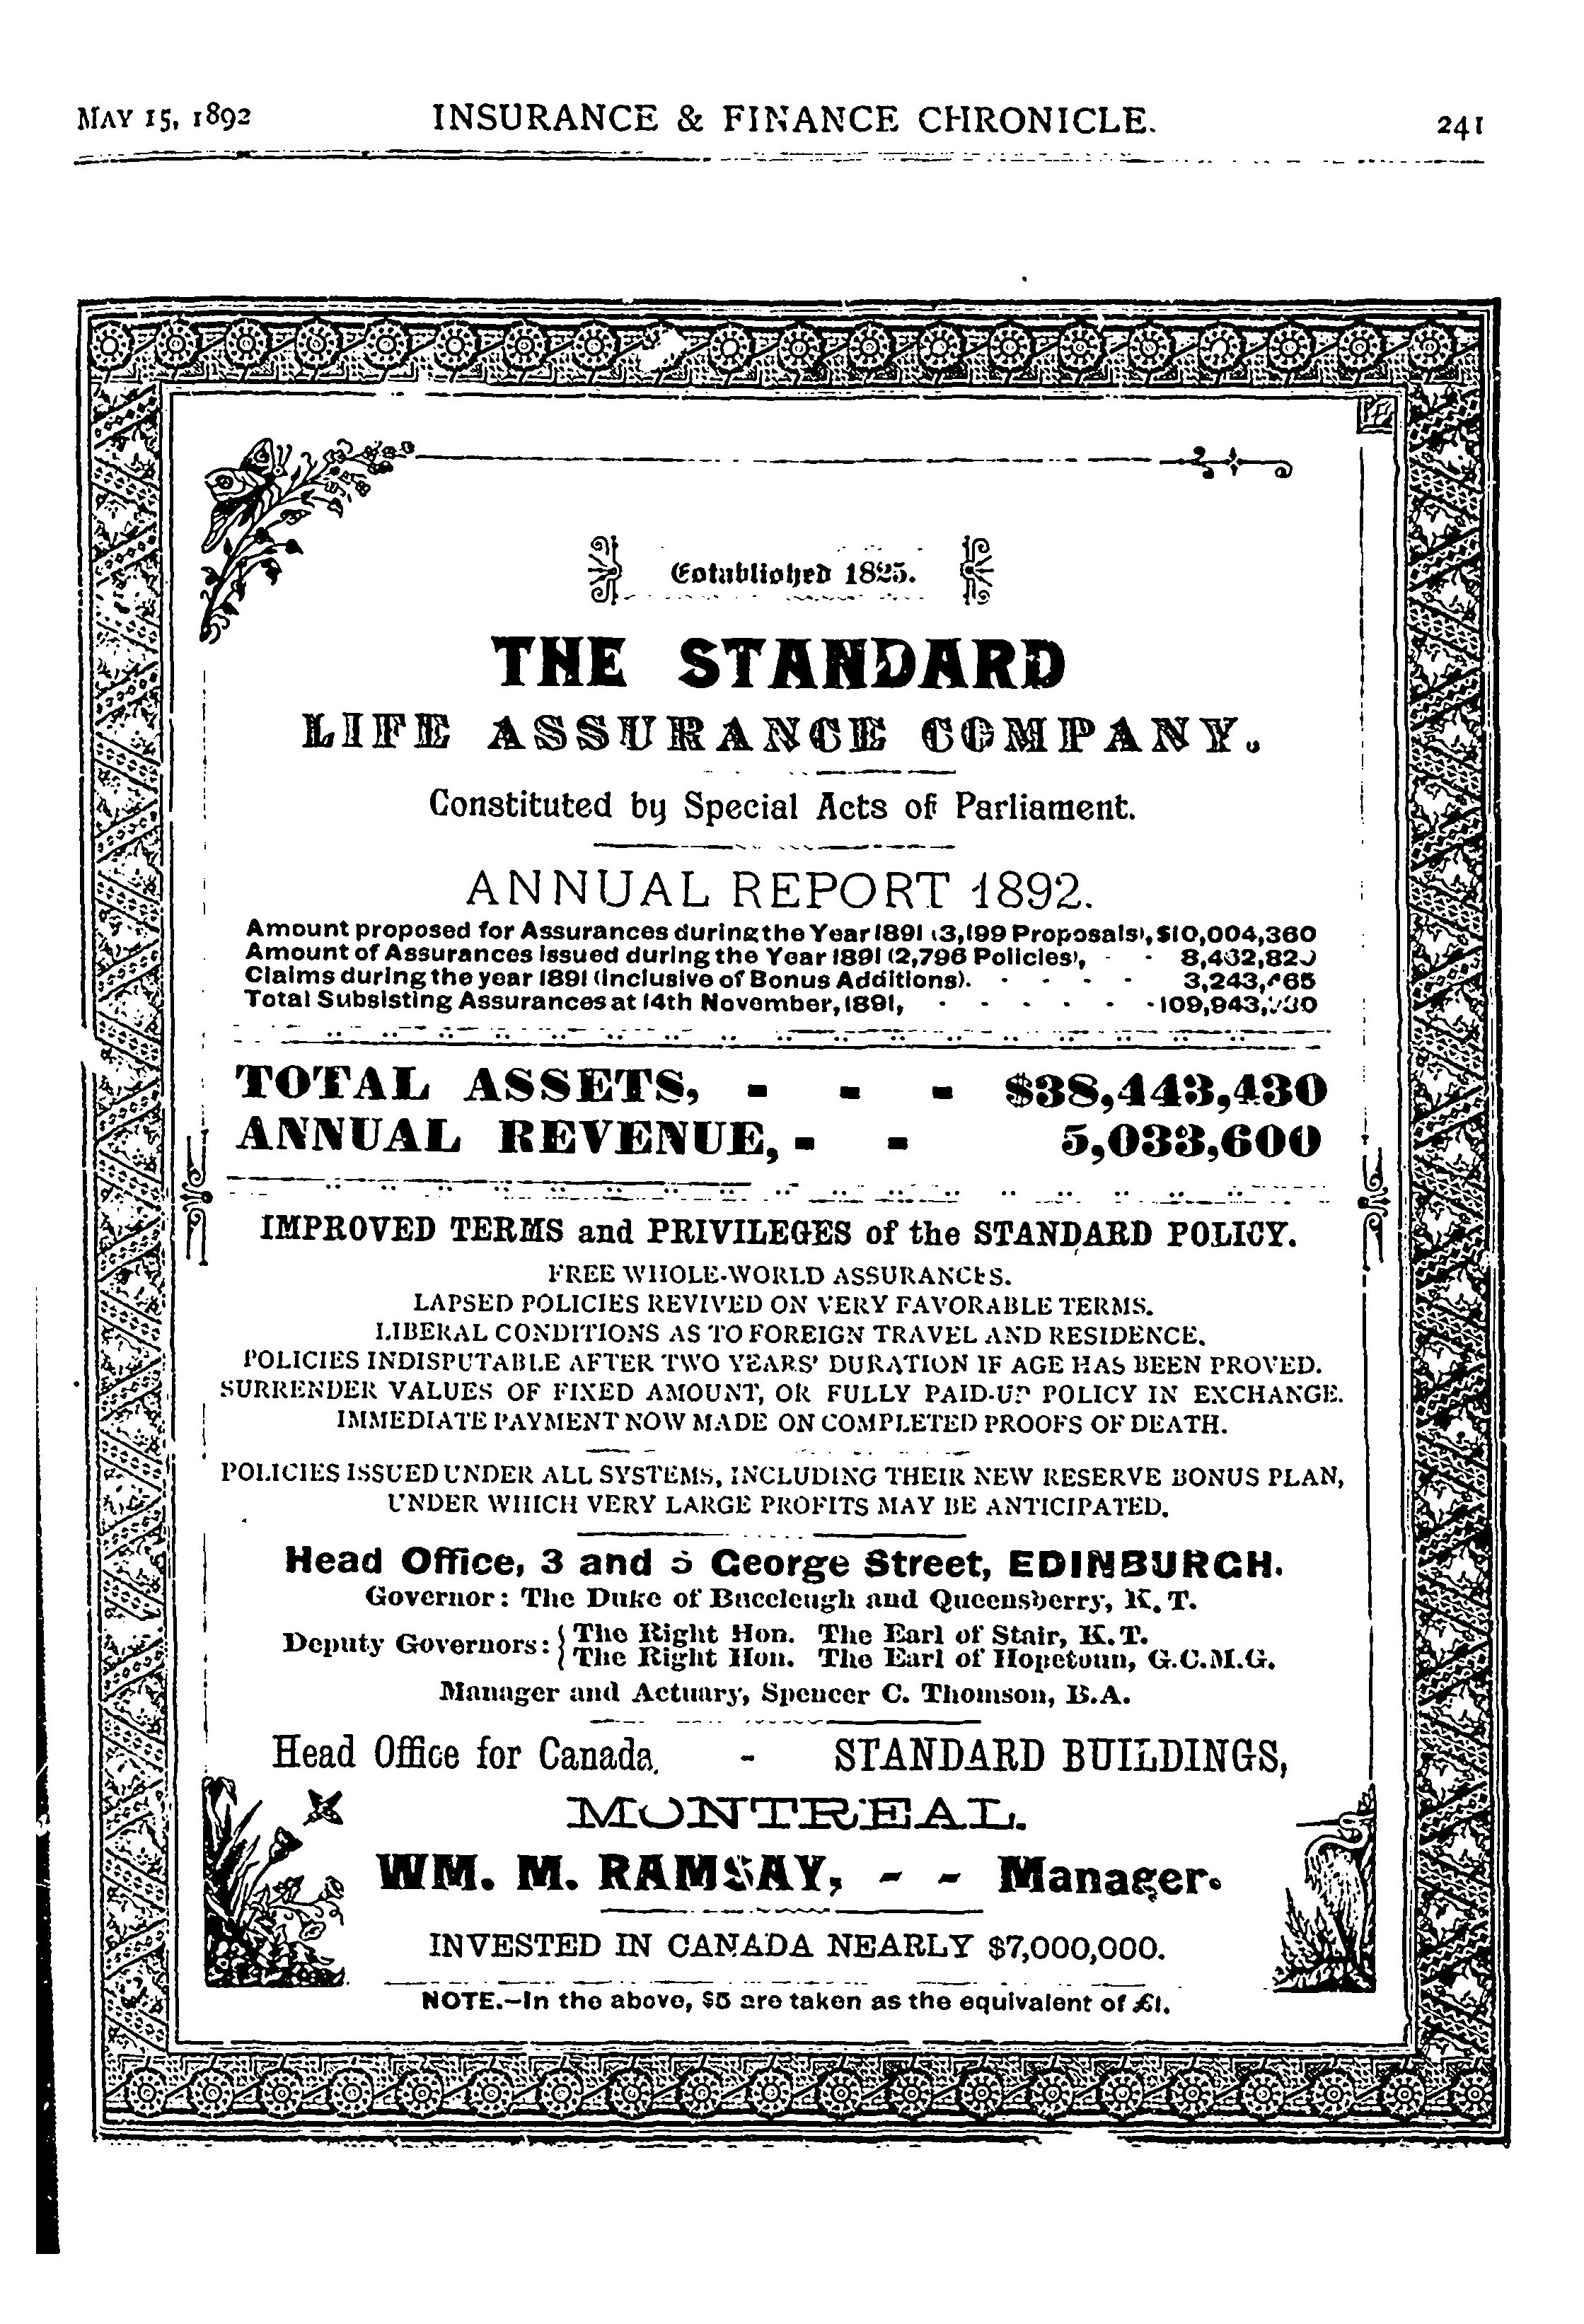 MAY 15, 1892 INSURANCE & FINANCE CHRONICLE. 241
Established 1825.
THE STANDARD
LIFE ASSURANCE COMPANY.
Constituted by Special Acts of Parliament.
ANNUAL REPORT 1892.
Amount proposed for Assurances during the Year 1891 (3,199 Proposals), $10,004,360
Amount of Assurances issued during the Year 1891 (2,796 Policies), - -
Claims during the year 1891 (inclusive of Bonus Additions). - - - -
Total Subsisting Assurances at 14th November, 1891, - - - - - -
TOTAL ASSETS, - - - $38,443,430
ANNUAL REVENUE, - - 5,033,600
IMPROVED TERMS and PRIVILEGES of the STANDARD POLICY.
FREE WHOLE-WORLD ASSURANCES.
LAPSED POLICIES REVIVED ON VERY FAVORABLE TERMS.
LIBERAL CONDITIONS AS TO FOREIGN TRAVEL AND RESIDENCE.
POLICIES INDISPUTABLE AFTER TWO YEARS' DURATION IF AGE HAS BEEN PROVED.
SURRENDER VALUES OF FIXED AMOUNT, OR FULLY PAID-UP POLICY IN EXCHANGE.
IMMEDIATE PAYMENT NOW MADE ON COMPLETED PROOFS OF DEATH.
POLICIES ISSUED UNDER ALL SYSTEMS, INCLUDING THEIR NEW RESERVE BONUS PLAN,
UNDER WHICH VERY LARGE PROFITS MAY BE ANTICIPATED.
Head Office, 3 and 5 George Street, EDINBURGH.
Governor: The Duke of Buccleugh and Queensberry, K.T.
Deputy Governors: { The Right Hon. The Earl of Stair, K.T.
The Right Hon. The Earl of Hopetoun, G.C.M.G.
Manager and Actuary, Spencer C. Thomson, B.A.
Head Office for Canada, - STANDARD BUILDINGS,
MONTREAL.
WM. M. RAMSAY, - - Manager.
INVESTED IN CANADA NEARLY $7,000,000.
NOTE.—In the above, $5 are taken as the equivalent of £1.